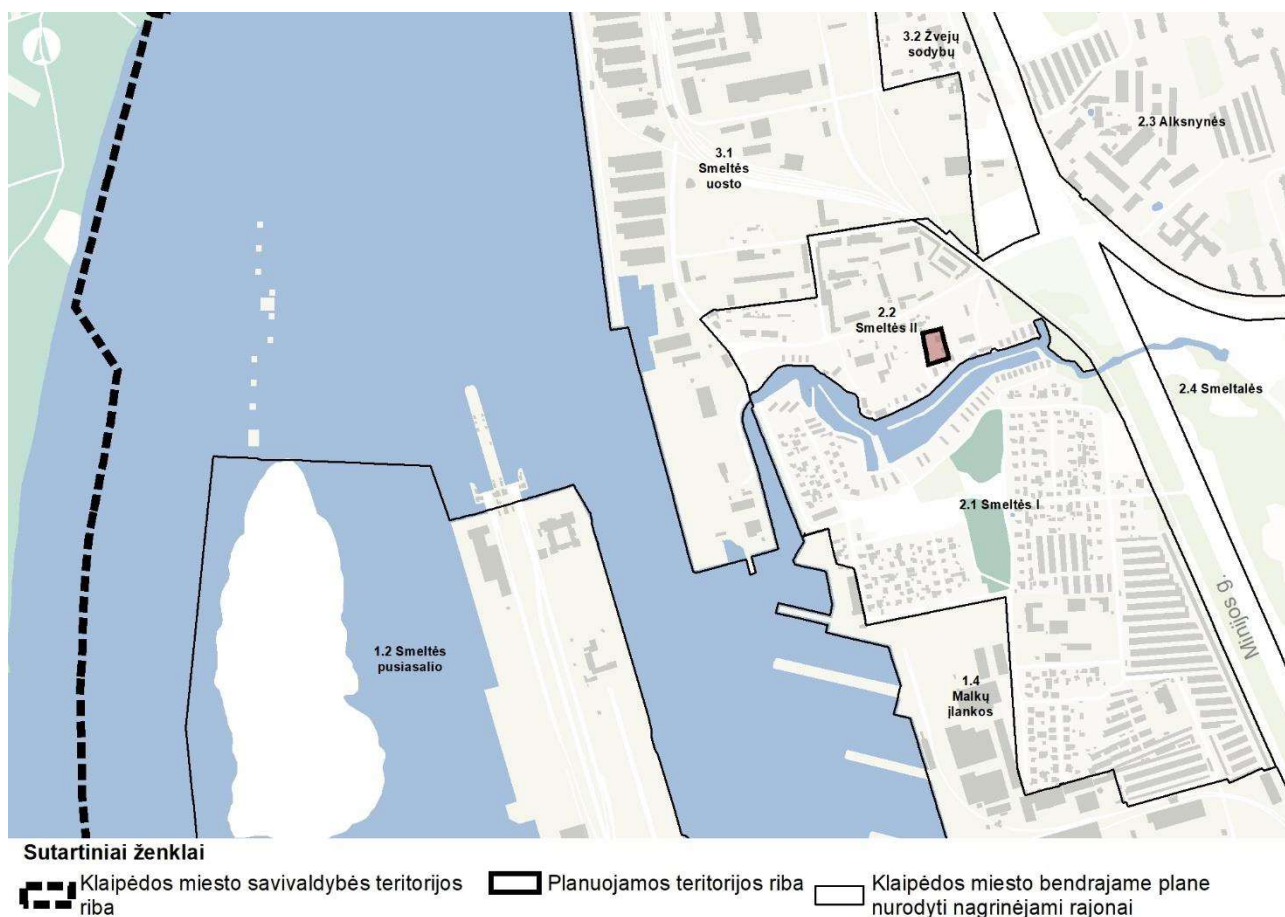 3.2 Žvejų
sodybų
2.3 Alksnynės
3.1
Smeltės
uosto
2.2
Smeltės II
2.4 Smeltalės
2.1 Smeltės I
Minijos g.
1.2 Smeltės
pusiasalio
1.4
Malkų
įlankos
Sutartiniai ženklai
Klaipėdos miesto savivaldybės teritorijos
riba
Planuojamos teritorijos riba
Klaipėdos miesto bendrajame plane
nurodyti nagrinėjami rajonai